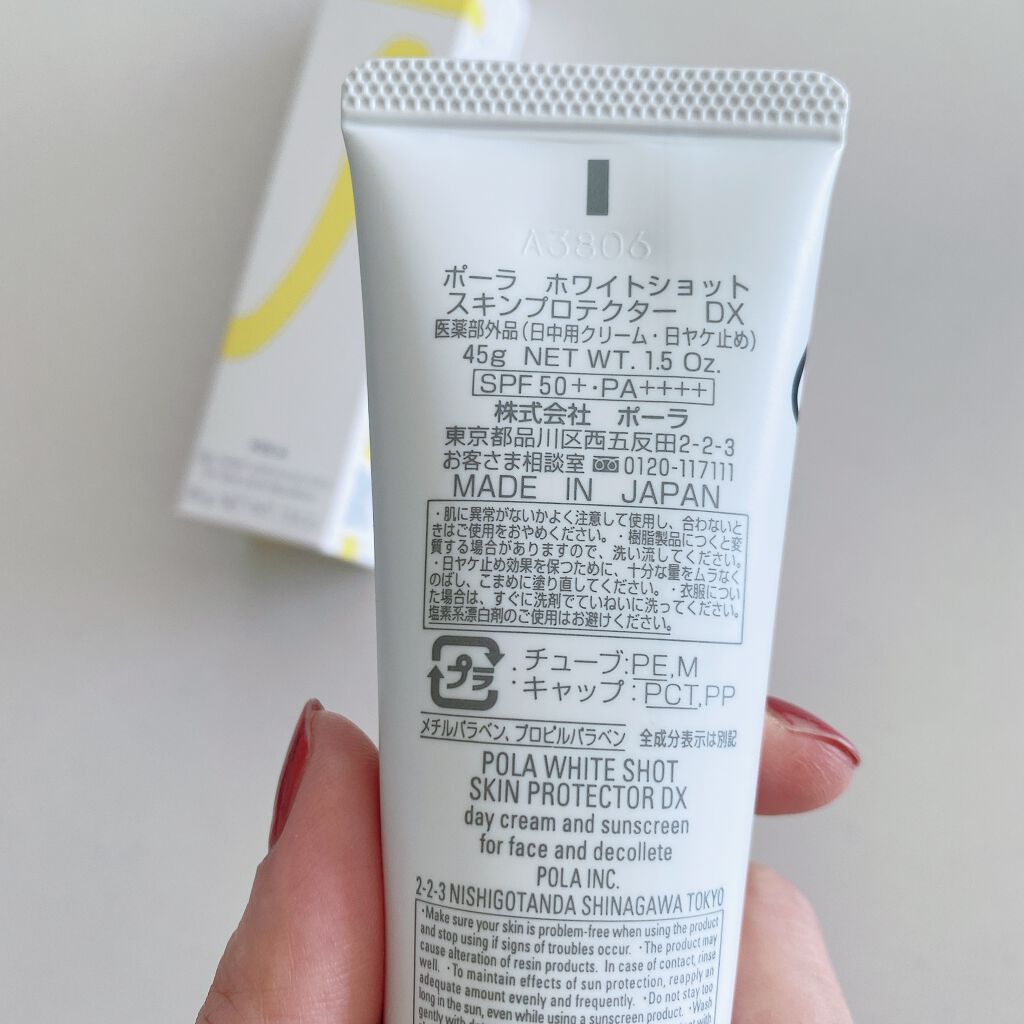 A3806
ポーラ ホワイトショット
スキンプロテクター DX
医薬部外品(日中用クリーム・日ヤケ止め)
45g NET WT. 1.5 Oz.
SPF 50+・PA++++
株式会社 ポーラ
東京都品川区西五反田2-2-3
お客さま相談室 0120-117111
MADE IN JAPAN
・肌に異常がないかよく注意して使用し、合わないと
きはご使用をおやめください。・樹脂製品につくと変
質する場合がありますので、洗い流してください。
・日ヤケ止め効果を保つために、十分な量をムラなく
のばし、こまめに塗り直してください。・衣服につい
た場合は、すぐに洗剤でていねいに洗ってください。
塩素系漂白剤のご使用はお避けください。
プラ
・チューブ:PE,M
・キャップ:PCT,PP
メチルパラベン、プロピルパラベン 全成分表示は別記
POLA WHITE SHOT
SKIN PROTECTOR DX
day cream and sunscreen
for face and decollete
POLA INC.
2-2-3 NISHIGOTANDA SHINAGAWA TOKYO
・Make sure your skin is problem-free when using the product
and stop using if signs of troubles occur. ・The product may
cause alteration of resin products. In case of contact, rinse
well. ・To maintain effects of sun protection, reapply an
adequate amount evenly and frequently. ・Do not stay too
long in the sun, even while using a sunscreen product. ・Wash
gently with